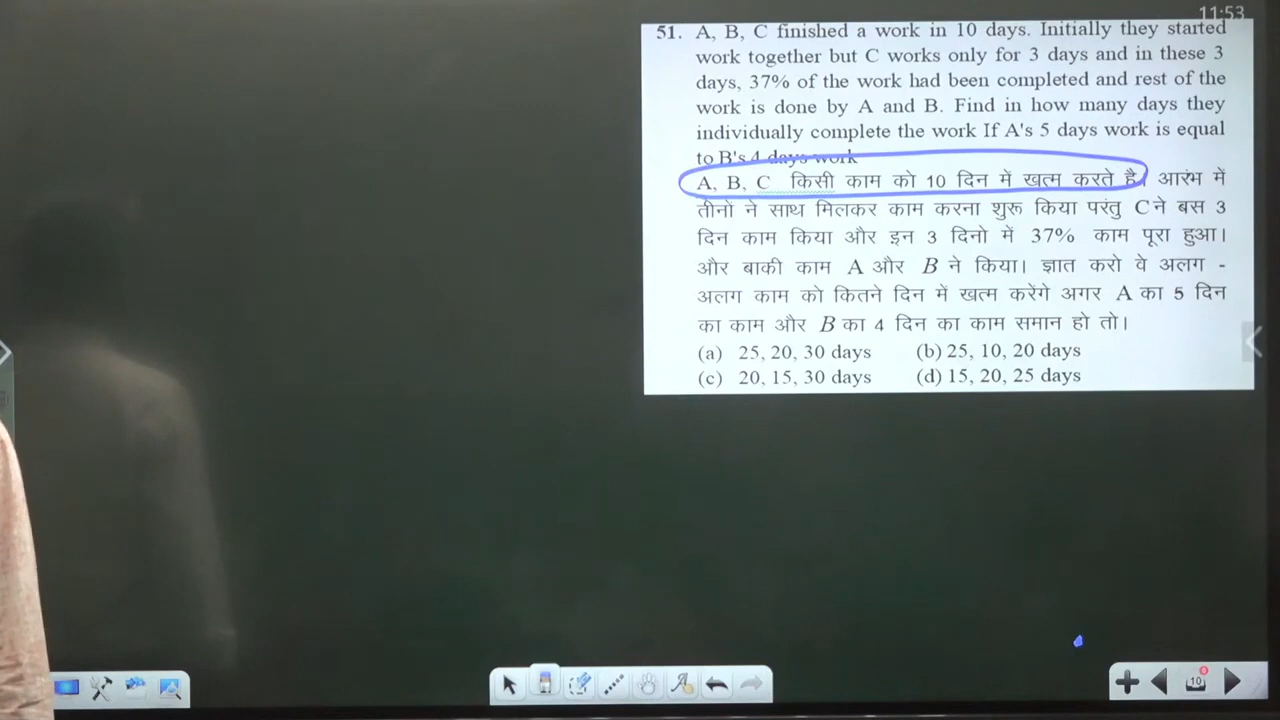 11:53
51. A, B, C finished a work in 10 days. Initially they started
work together but C works only for 3 days and in these 3
days, 37% of the work had been completed and rest of the
work is done by A and B. Find in how many days they
individually complete the work If A's 5 days work is equal
to B's 4 days work
A, B, C किसी काम को 10 दिन में खत्म करते है। आरंभ में
तीनो ने साथ मिलकर काम करना शुरू किया परंतु C ने बस 3
दिन काम किया और इन 3 दिनो में 37% काम पूरा हुआ।
और बाकी काम A और B ने किया। ज्ञात करो वे अलग -
अलग काम को कितने दिन में खत्म करेंगे अगर A का 5 दिन
का काम और B का 4 दिन का काम समान हो तो।
(a) 25, 20, 30 days (b) 25, 10, 20 days
(c) 20, 15, 30 days (d) 15, 20, 25 days
10